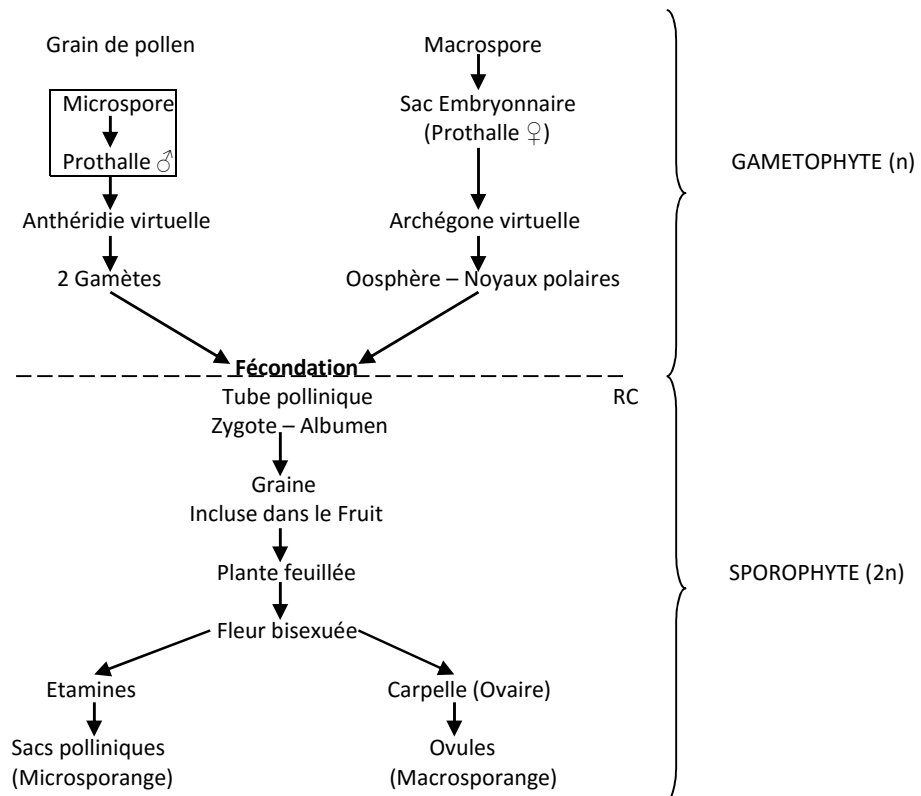 Grain de pollen
Macrospore
Microspore
Sac Embryonnaire
(Prothalle ♀)
Prothalle ♂
GAMETOPHYTE (n)
Anthéridie virtuelle
Archégone virtuelle
2 Gamètes
Oosphère – Noyaux polaires
Fécondation
Tube pollinique
RC
Zygote – Albumen
Graine
Incluse dans le Fruit
Plante feuillée
SPOROPHYTE (2n)
Fleur bisexuée
Etamines
Carpelle (Ovaire)
Sacs polliniques
(Microsporange)
Ovules
(Macrosporange)